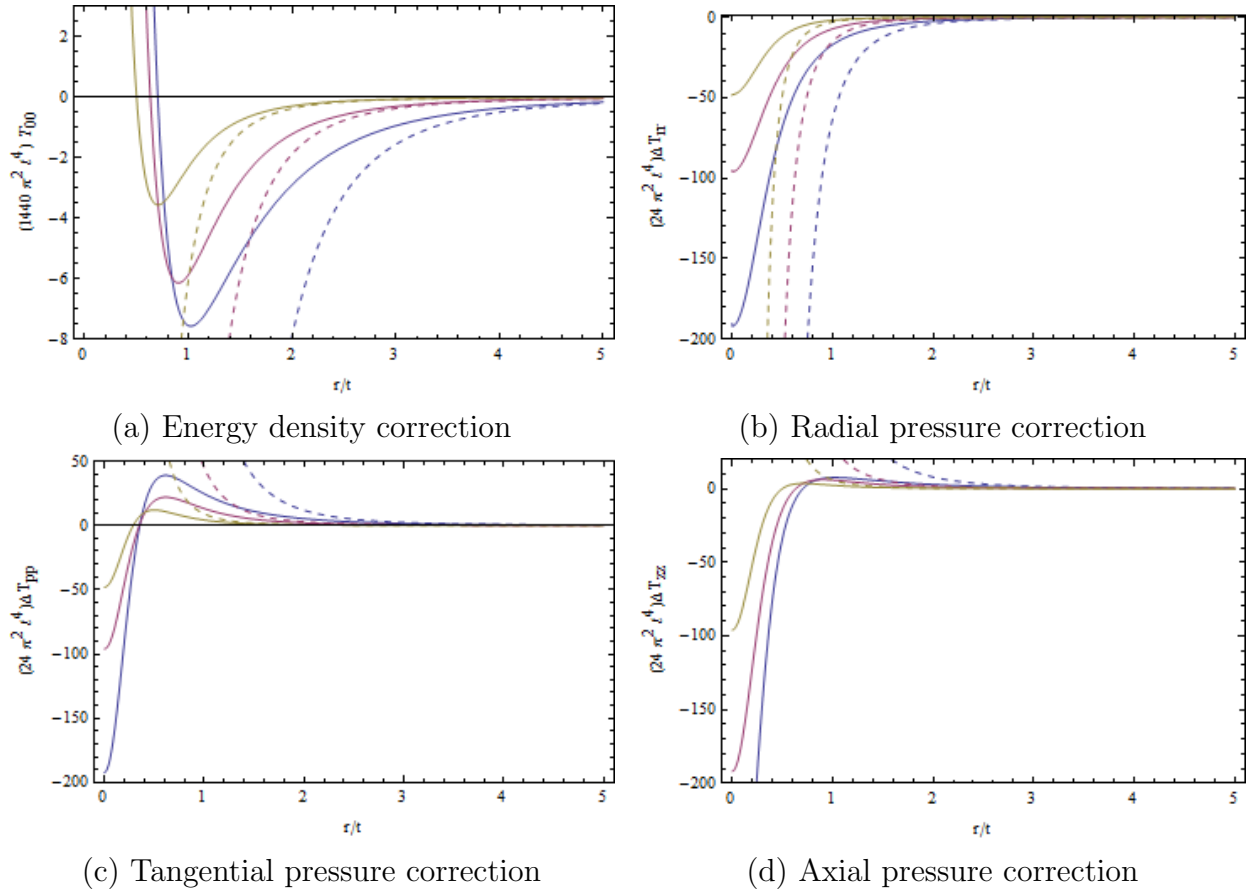 2
0
−2
−4
−6
−8
(1440 π² t⁴) T₀₀
0 1 2 3 4 5
r/t
(a) Energy density correction
0
−50
−100
−150
−200
(24 π² t⁴)Δ Tᵣᵣ
0 1 2 3 4 5
r/t
(b) Radial pressure correction
50
0
−50
−100
−150
−200
(24 π² t⁴)Δ Tₚₚ
0 1 2 3 4 5
r/t
(c) Tangential pressure correction
0
−50
−100
−150
−200
(24 π² t⁴)Δ T_zz
0 1 2 3 4 5
r/t
(d) Axial pressure correction